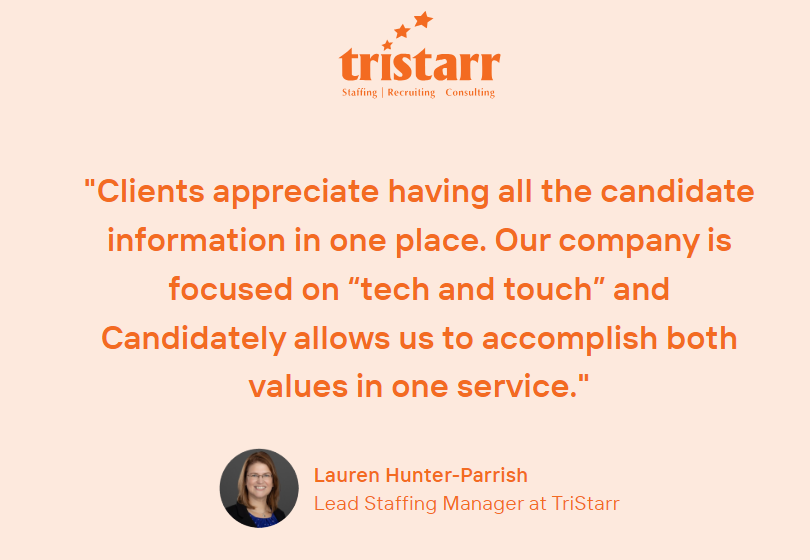 tristarr
Staffing | Recruiting Consulting
"Clients appreciate having all the candidate
information in one place. Our company is
focused on “tech and touch” and
Candidately allows us to accomplish both
values in one service."
Lauren Hunter-Parrish
Lead Staffing Manager at TriStarr